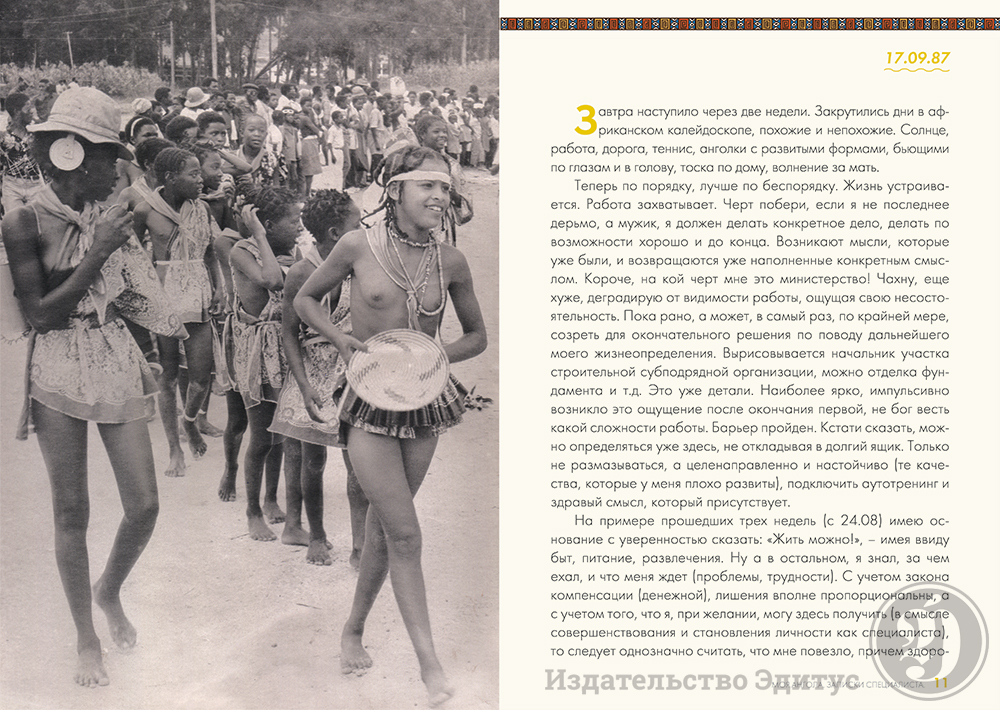 17.09.87
Завтра наступило через две недели. Закрутились дни в аф-
риканском калейдоскопе, похожие и непохожие. Солнце,
работа, дорога, теннис, анголки с развитыми формами, бьющими
по глазам и в голову, тоска по дому, волнение за мать.
Теперь по порядку, лучше по беспорядку. Жизнь устраива-
ется. Работа захватывает. Черт побери, если я не последнее
дерьмо, а мужик, я должен делать конкретное дело, делать по
возможности хорошо и до конца. Возникают мысли, которые
уже были, и возвращаются уже наполненные конкретным смыс-
лом. Короче, на кой черт мне это министерство! Чахну, еще
хуже, деградирую от видимости работы, ощущая свою несосто-
ятельность. Пока рано, а может, в самый раз, по крайней мере,
созреть для окончательного решения по поводу дальнейшего
моего жизнеопределения. Вырисовывается начальник участка
строительной субподрядной организации, можно отделка фун-
дамента и т.д. Это уже детали. Наиболее ярко, импульсивно
возникло это ощущение после окончания первой, не бог весть
какой сложности работы. Барьер пройден. Кстати сказать, мож-
но определяться уже здесь, не откладывая в долгий ящик. Только
не размазываться, а целенаправленно и настойчиво (те каче-
ства, которые у меня плохо развиты), подключить аутотренинг и
здравый смысл, который присутствует.
На примере прошедших трех недель (с 24.08) имею ос-
нование с уверенностью сказать: «Жить можно!», – имея ввиду
быт, питание, развлечения. Ну а в остальном, я знал, за чем
ехал, и что меня ждет (проблемы, трудности). С учетом закона
компенсации (денежной), лишения вполне пропорциональны, а
с учетом того, что я, при желании, могу здесь получить (в смысле
совершенствования и становления личности как специалиста),
то следует однозначно считать, что мне повезло, причем здоро-
Издательство Эдитус
ЗАПИСКИ СПЕЦИАЛИСТА. 11